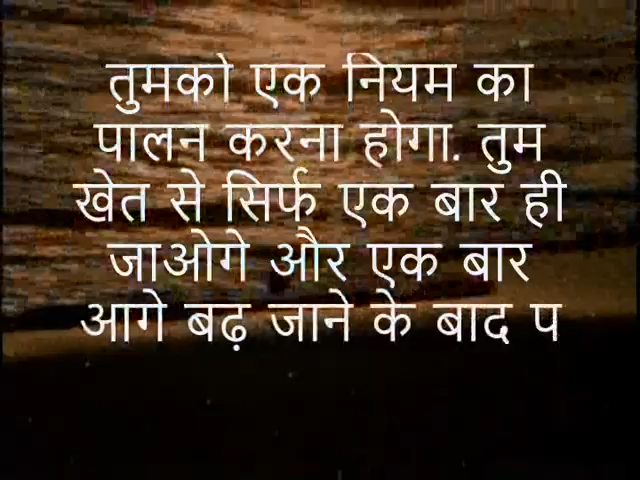 तुमको एक नियम का
पालन करना होगा. तुम
खेत से सिर्फ एक बार ही
जाओगे और एक बार
आगे बढ़ जाने के बाद प